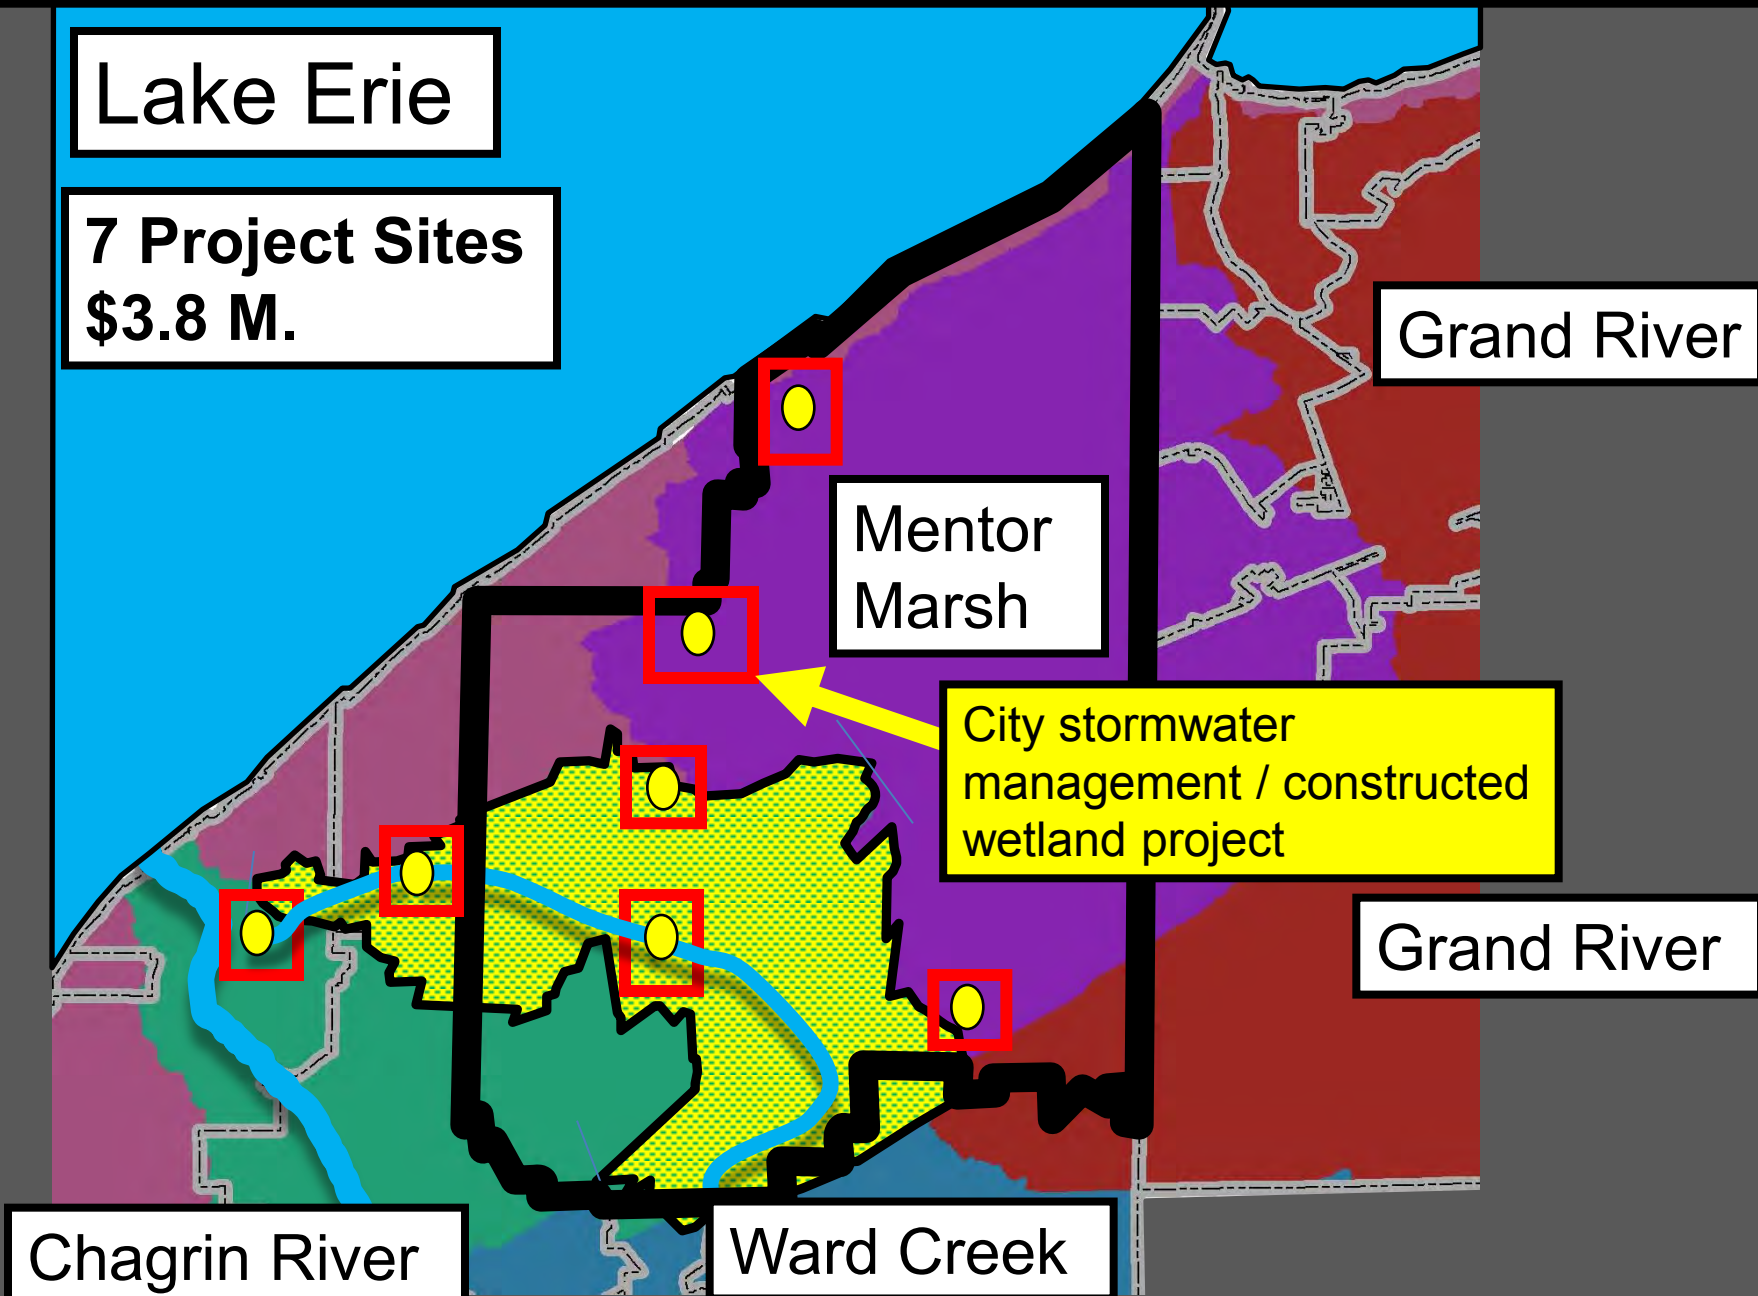 Lake Erie
7 Project Sites
$3.8 M.
Grand River
Mentor
Marsh
City stormwater
management / constructed
wetland project
Grand River
Chagrin River
Ward Creek